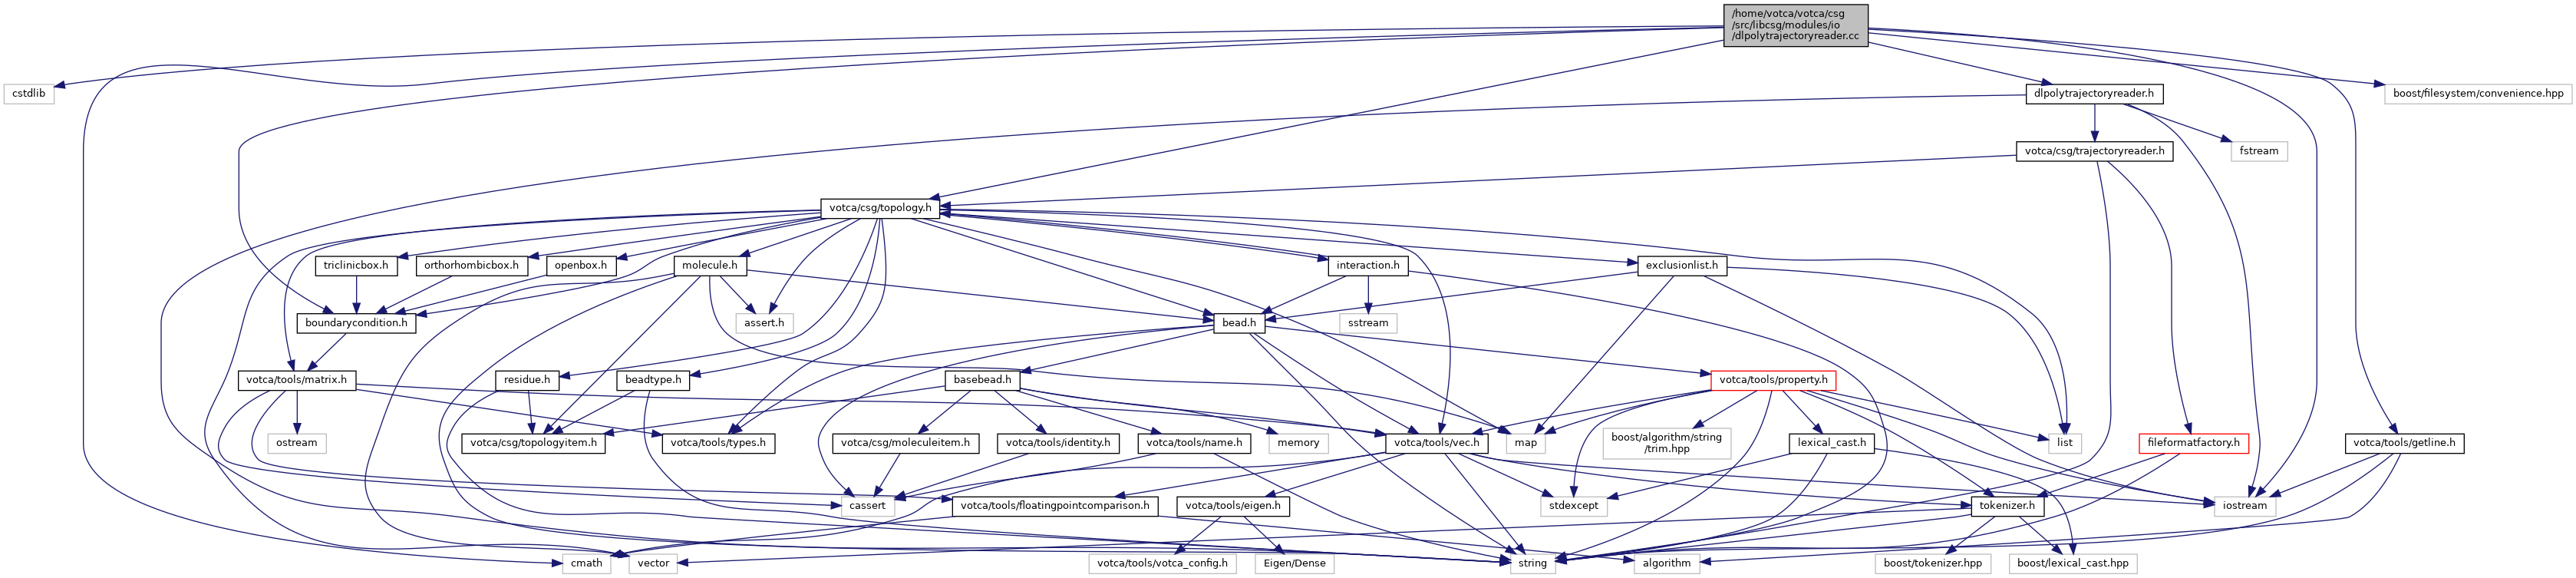 /home/votca/votca/csg
/src/libcsg/modules/io
/dlpolytrajectoryreader.cc
cstdlib
dlpolytrajectoryreader.h
boost/filesystem/convenience.hpp
votca/csg/trajectoryreader.h
fstream
votca/csg/topology.h
triclinicbox.h
orthorhombicbox.h
openbox.h
molecule.h
interaction.h
exclusionlist.h
boundarycondition.h
assert.h
bead.h
sstream
votca/tools/matrix.h
residue.h
beadtype.h
basebead.h
votca/tools/property.h
ostream
votca/csg/topologyitem.h
votca/tools/types.h
votca/csg/moleculeitem.h
votca/tools/identity.h
votca/tools/name.h
memory
votca/tools/vec.h
map
boost/algorithm/string
/trim.hpp
lexical_cast.h
list
fileformatfactory.h
votca/tools/getline.h
cassert
votca/tools/floatingpointcomparison.h
votca/tools/eigen.h
stdexcept
tokenizer.h
iostream
cmath
vector
votca/tools/votca_config.h
Eigen/Dense
string
algorithm
boost/tokenizer.hpp
boost/lexical_cast.hpp